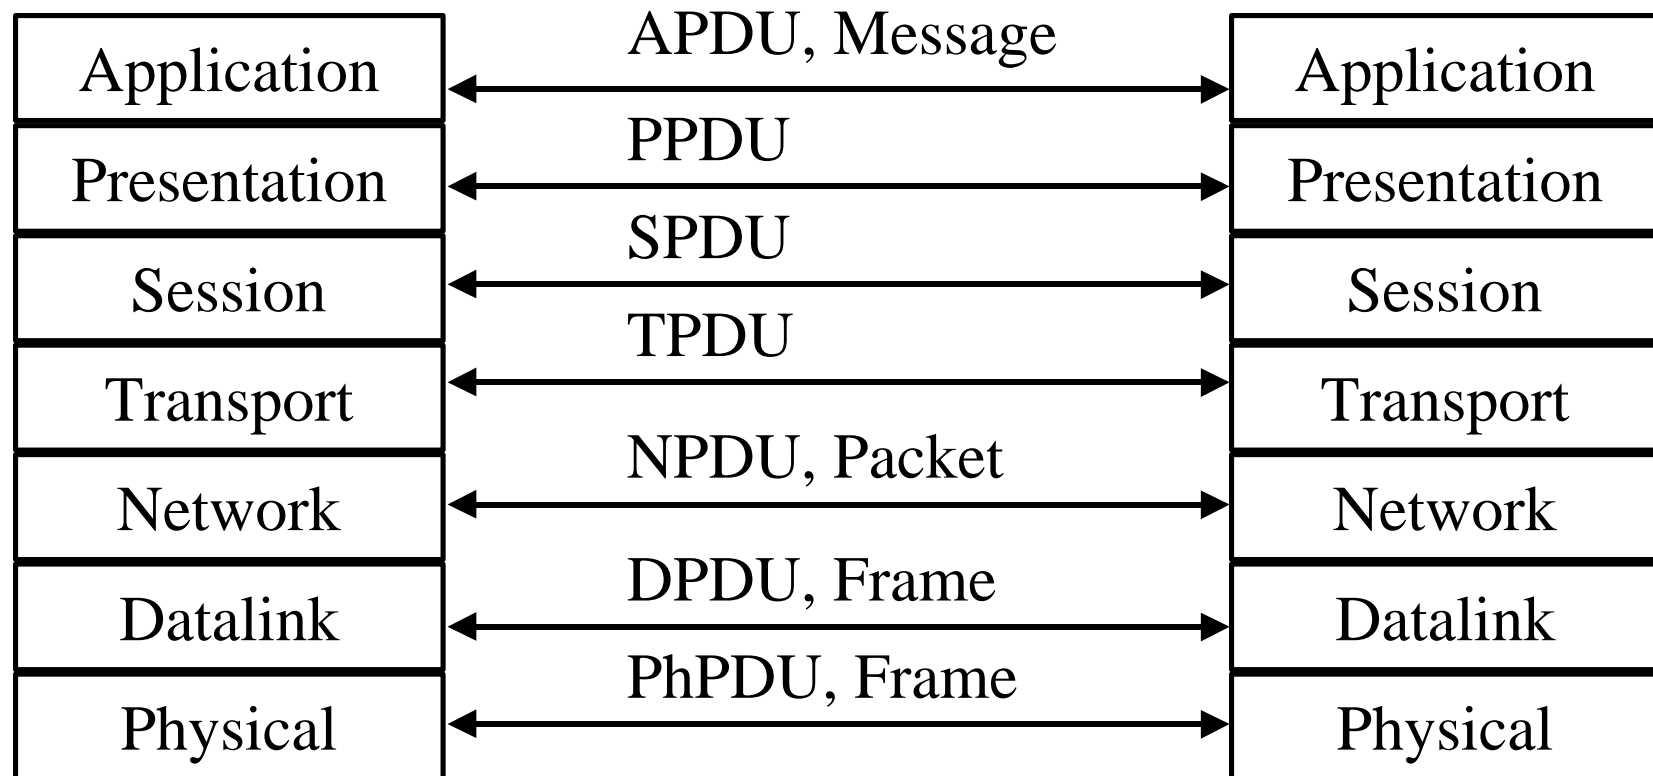 APDU, Message
Application
Application
PPDU
Presentation
Presentation
SPDU
Session
Session
TPDU
Transport
Transport
NPDU, Packet
Network
Network
DPDU, Frame
Datalink
Datalink
PhPDU, Frame
Physical
Physical